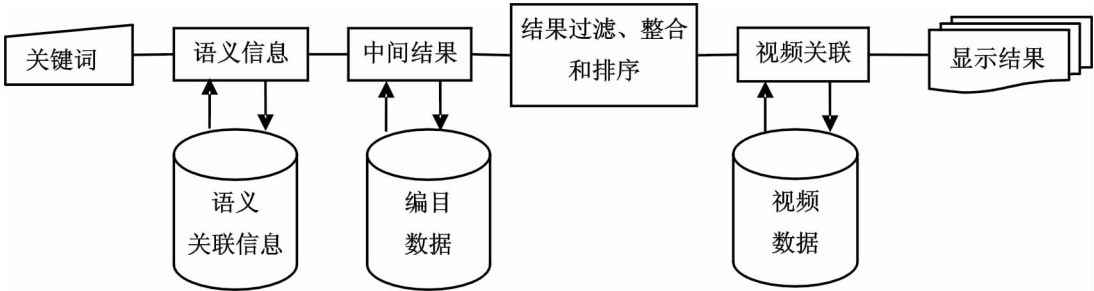 关键词
语义信息
中间结果
结果过滤、整合
和排序
视频关联
显示结果
语义
关联信息
编目
数据
视频
数据